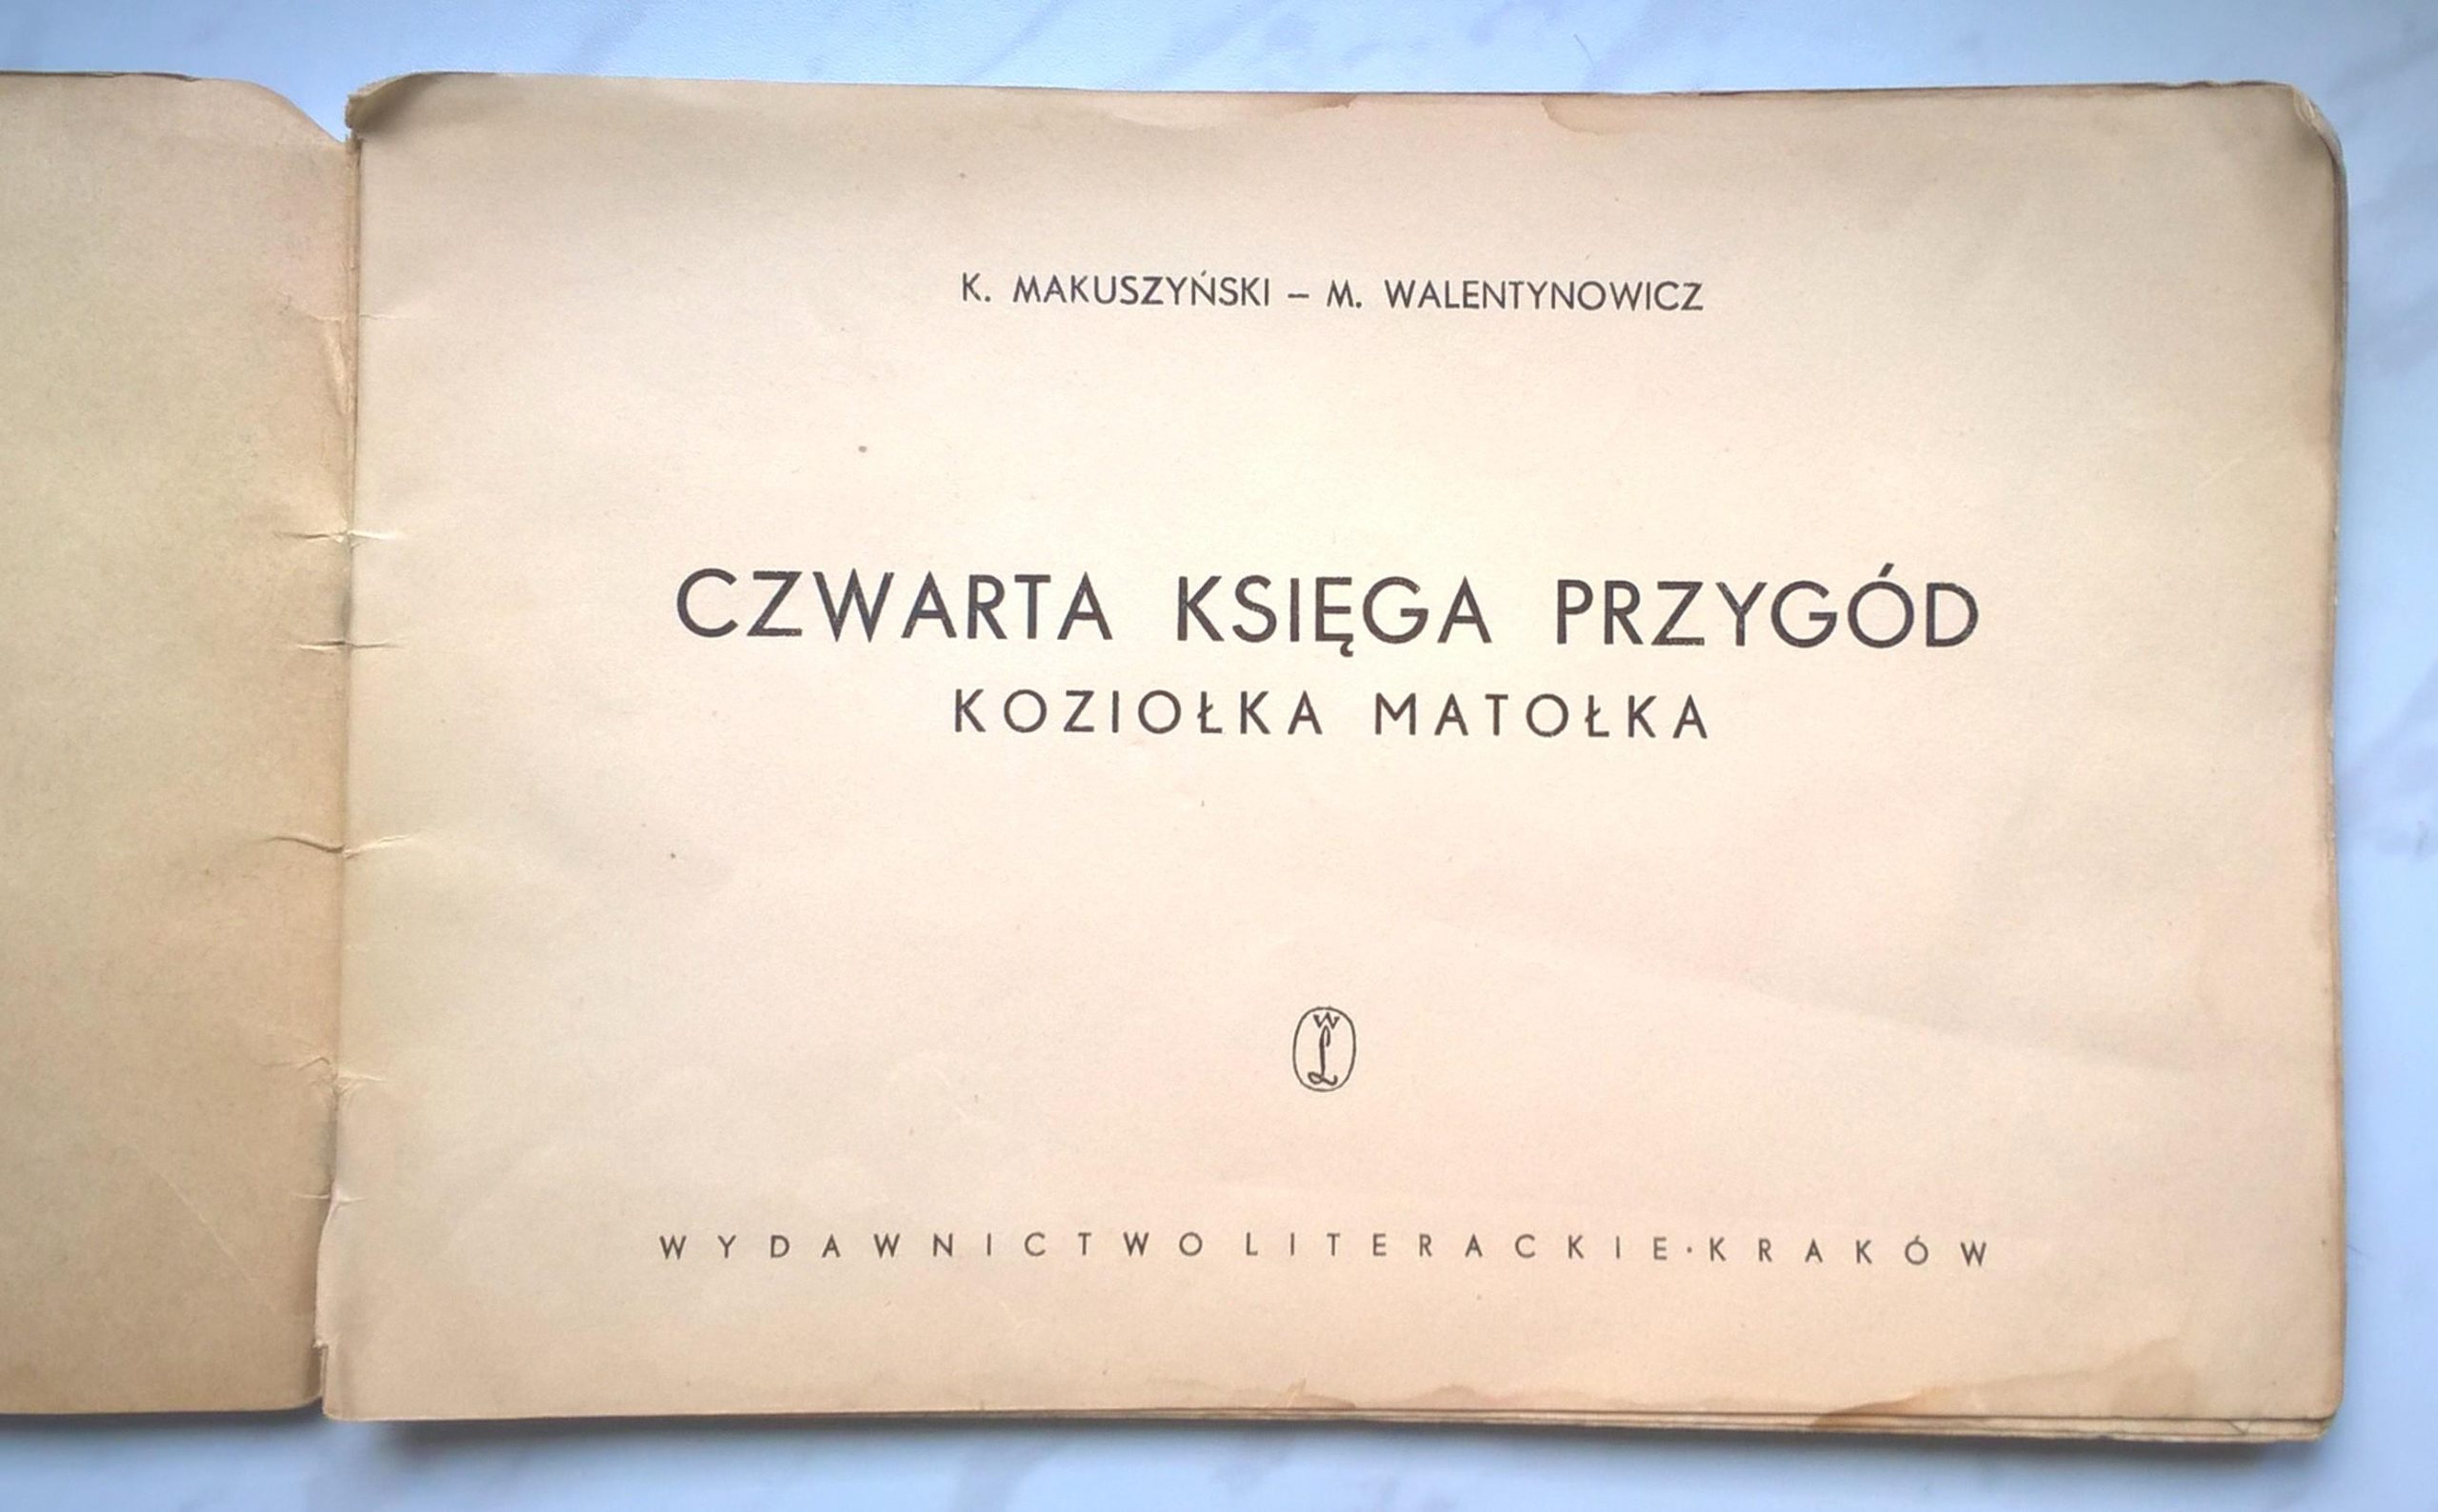 K. MAKUSZYŃSKI – M. WALENTYNOWICZ
CZWARTA KSIĘGA PRZYGÓD
KOZIOŁKA MATOŁKA
W
L
WYDAWNICTWO LITERACKIE · KRAKÓW